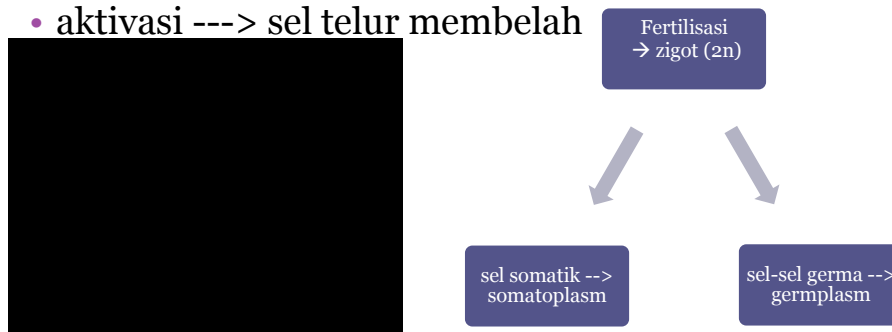 • aktivasi ---> sel telur membelah
Fertilisasi
→ zigot (2n)
sel somatik -->
somatoplasm
sel-sel germa -->
germplasm